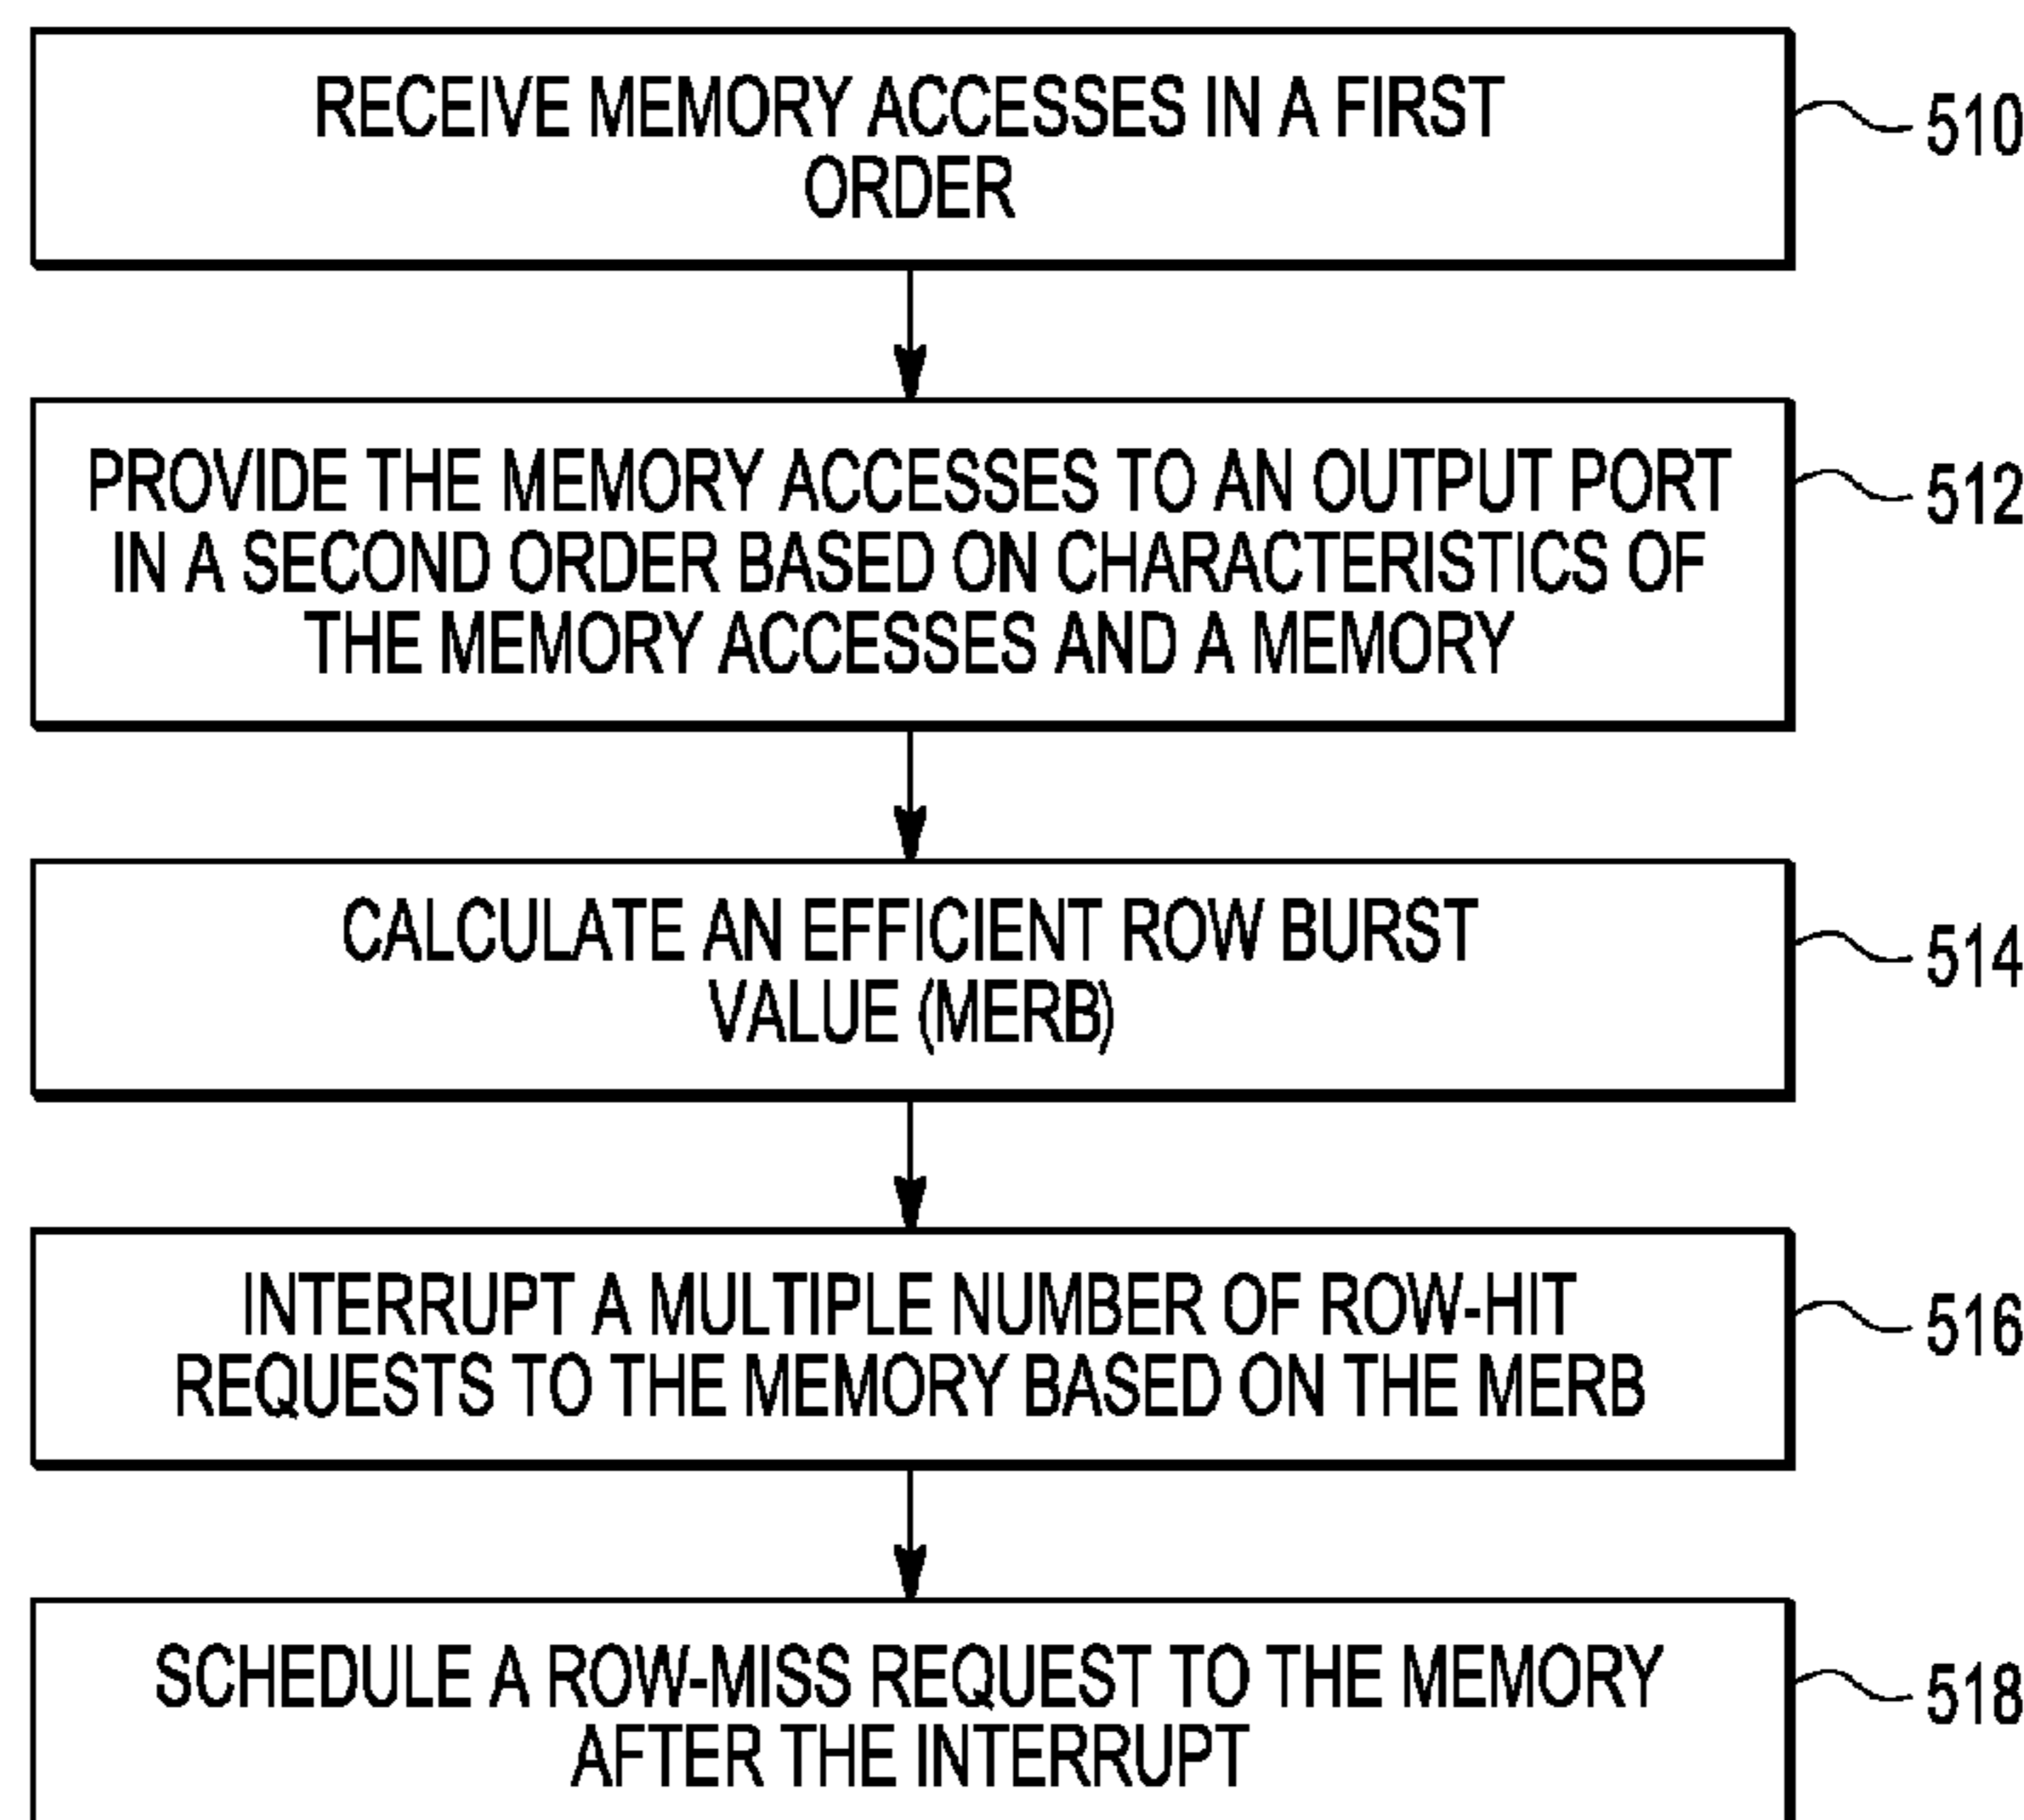 RECEIVE MEMORY ACCESSES IN A FIRST
ORDER
510
PROVIDE THE MEMORY ACCESSES TO AN OUTPUT PORT
IN A SECOND ORDER BASED ON CHARACTERISTICS OF
THE MEMORY ACCESSES AND A MEMORY
512
CALCULATE AN EFFICIENT ROW BURST
VALUE (MERB)
514
INTERRUPT A MULTIPLE NUMBER OF ROW-HIT
REQUESTS TO THE MEMORY BASED ON THE MERB
516
SCHEDULE A ROW-MISS REQUEST TO THE MEMORY
AFTER THE INTERRUPT
518